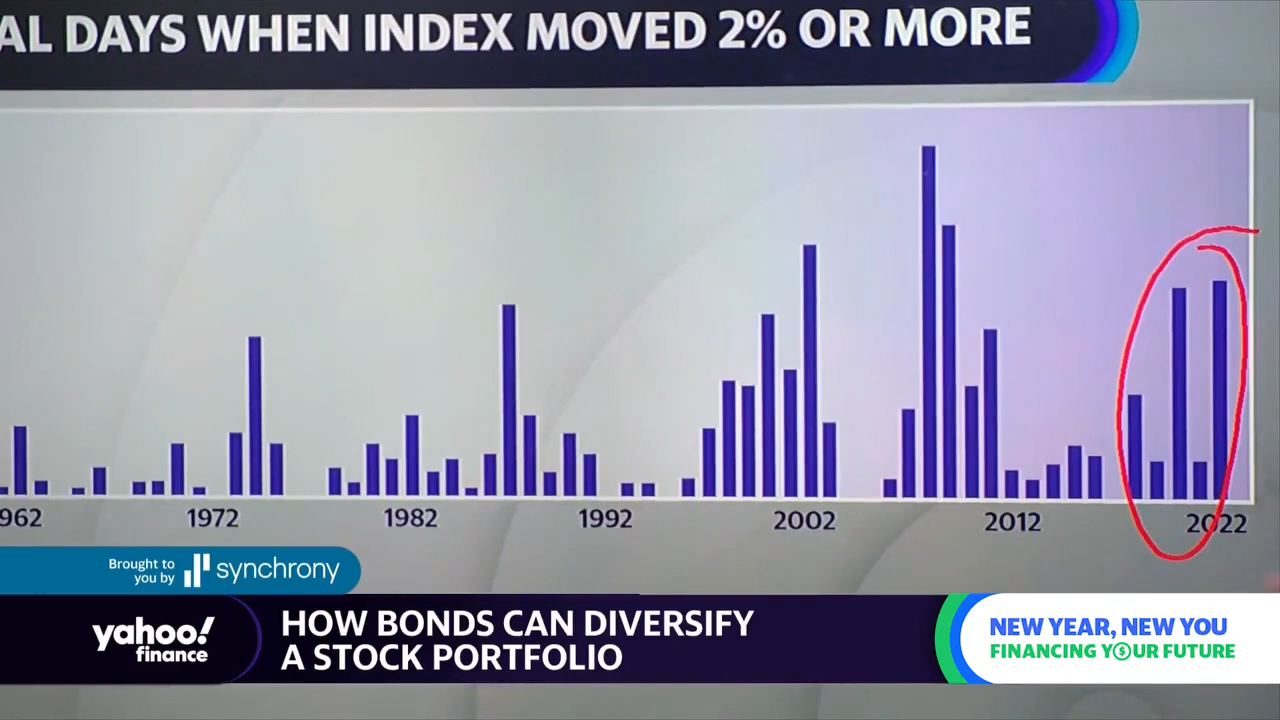 AL DAYS WHEN INDEX MOVED 2% OR MORE
962 1972 1982 1992 2002 2012 2022
Brought to
you by
synchrony
yahoo!
finance
HOW BONDS CAN DIVERSIFY
A STOCK PORTFOLIO
NEW YEAR, NEW YOU
FINANCING Y$UR FUTURE